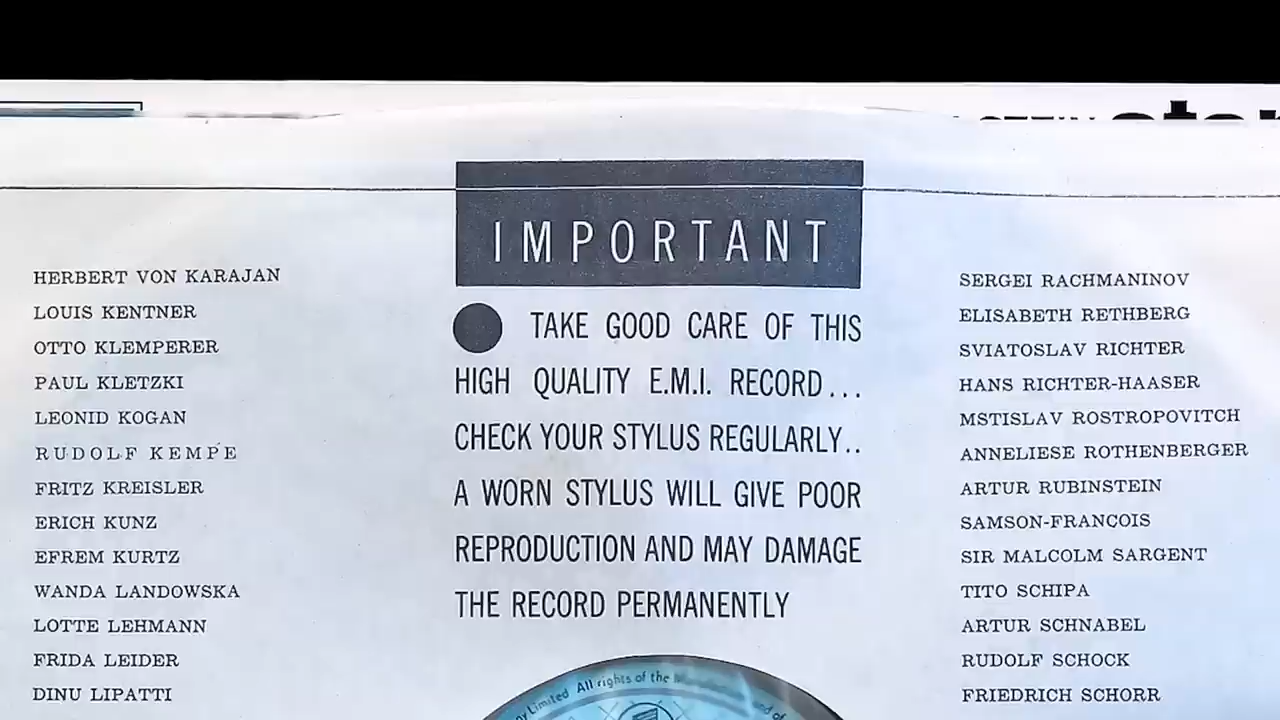 IMPORTANT
HERBERT VON KARAJAN
LOUIS KENTNER
OTTO KLEMPERER
PAUL KLETZKI
LEONID KOGAN
RUDOLF KEMPE
FRITZ KREISLER
ERICH KUNZ
EFREM KURTZ
WANDA LANDOWSKA
LOTTE LEHMANN
FRIDA LEIDER
DINU LIPATTI
TAKE GOOD CARE OF THIS
HIGH QUALITY E.M.I. RECORD...
CHECK YOUR STYLUS REGULARLY..
A WORN STYLUS WILL GIVE POOR
REPRODUCTION AND MAY DAMAGE
THE RECORD PERMANENTLY
SERGEI RACHMANINOV
ELISABETH RETHBERG
SVIATOSLAV RICHTER
HANS RICHTER-HAASER
MSTISLAV ROSTROPOVITCH
ANNELIESE ROTHENBERGER
ARTUR RUBINSTEIN
SAMSON-FRANCOIS
SIR MALCOLM SARGENT
TITO SCHIPA
ARTUR SCHNABEL
RUDOLF SCHOCK
FRIEDRICH SCHORR
Limited All rights of the